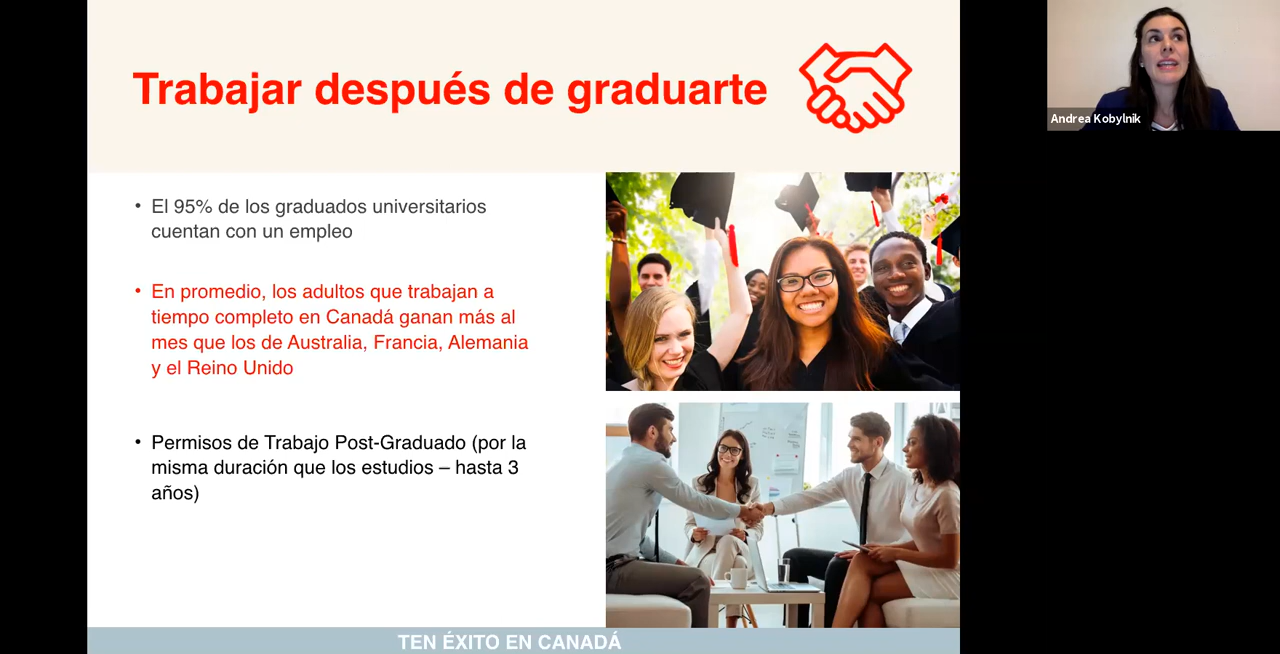 Trabajar después de graduarte
Andrea Kobylnik
• El 95% de los graduados universitarios
cuentan con un empleo
• En promedio, los adultos que trabajan a
tiempo completo en Canadá ganan más al
mes que los de Australia, Francia, Alemania
y el Reino Unido
• Permisos de Trabajo Post-Graduado (por la
misma duración que los estudios – hasta 3
años)
TEN ÉXITO EN CANADÁ